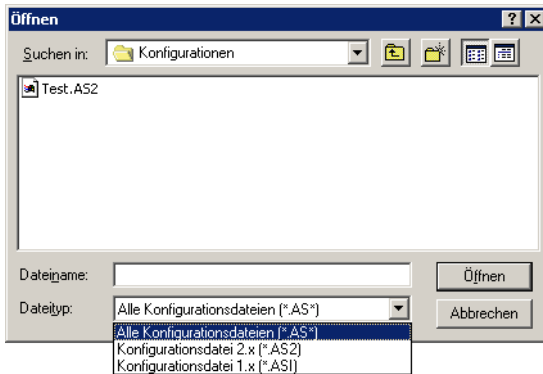 Öffnen
Suchen in: Konfigurationen
Test.AS2
Dateiname: Öffnen
Dateityp: Alle Konfigurationsdateien (*.AS*) Abbrechen
Alle Konfigurationsdateien (*.AS*)
Konfigurationsdatei 2.x (*.AS2)
Konfigurationsdatei 1.x (*.ASI)